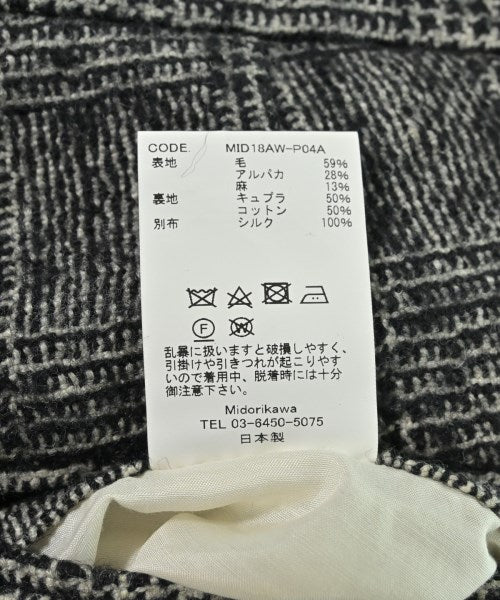 CODE. MID18AW-P04A
表地 毛 59%
アルパカ 28%
麻 13%
裏地 キュプラ 50%
コットン 50%
別布 シルク 100%
F W
乱暴に扱いますと破損しやすく、
引掛けや引きつれが起こりやす
いので着用中、脱着時には十分
御注意下さい。
Midorikawa
TEL 03-6450-5075
日本製